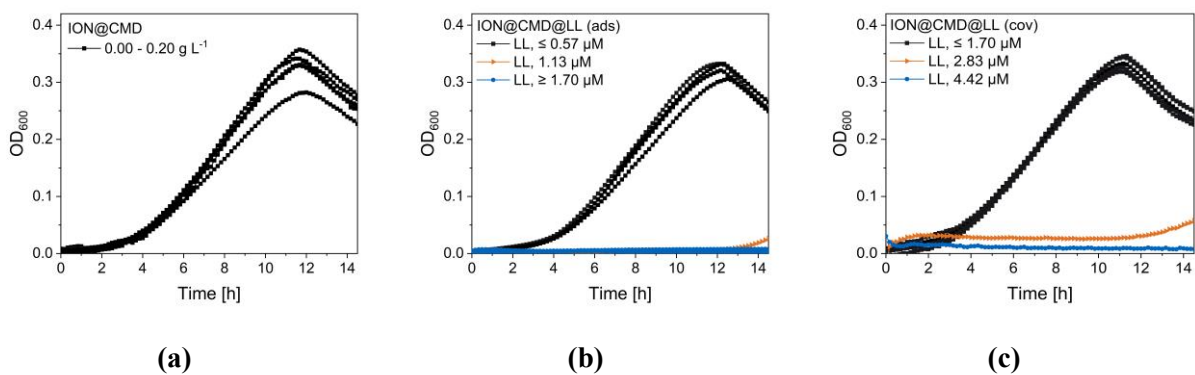 ION@CMD
0.00 - 0.20 g L⁻¹
0.4
0.3
0.2
0.1
0.0
OD₆₀₀
0 2 4 6 8 10 12 14
Time [h]
(a)
ION@CMD@LL (ads)
LL, ≤ 0.57 µM
LL, 1.13 µM
LL, ≥ 1.70 µM
0.4
0.3
0.2
0.1
0.0
OD₆₀₀
0 2 4 6 8 10 12 14
Time [h]
(b)
ION@CMD@LL (cov)
LL, ≤ 1.70 µM
LL, 2.83 µM
LL, 4.42 µM
0.4
0.3
0.2
0.1
0.0
OD₆₀₀
0 2 4 6 8 10 12 14
Time [h]
(c)